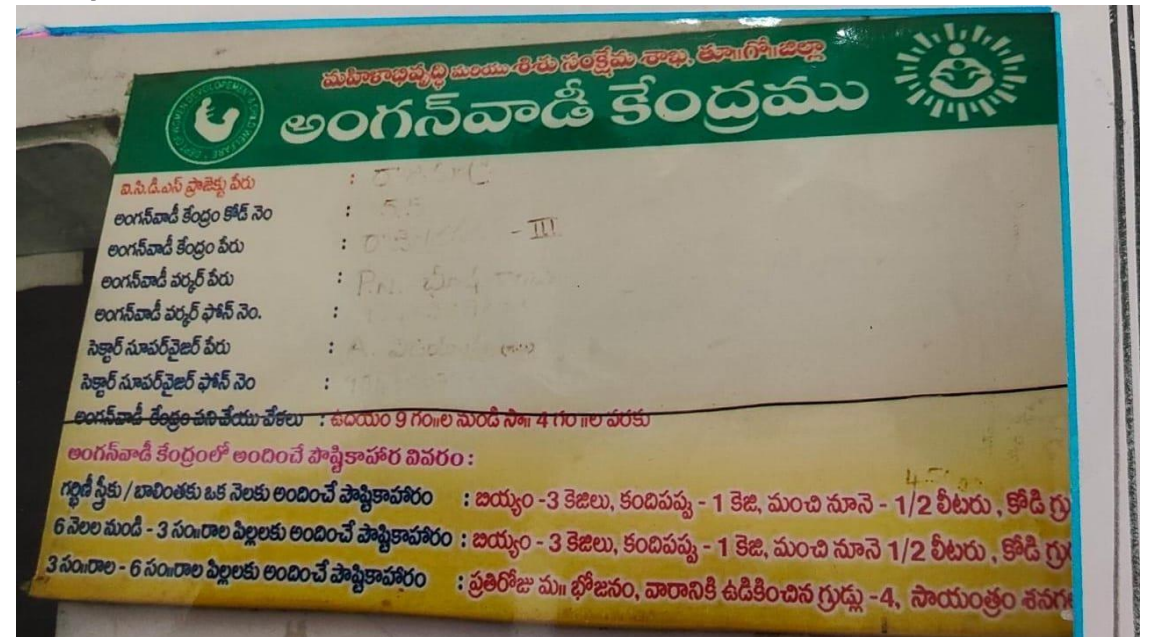 మహిళాభివృద్ధి మరియు శిశు సంక్షేమ శాఖ, తూ॥గో॥జిల్లా
అంగన్‌వాడీ కేంద్రము
ఐ.సి.డి.ఎస్ ప్రాజెక్టు పేరు :
అంగన్‌వాడీ కేంద్రం కోడ్ నెం :
అంగన్‌వాడీ కేంద్రం పేరు : - III
అంగన్‌వాడీ వర్కర్ పేరు : P.N.
అంగన్‌వాడీ వర్కర్ ఫోన్ నెం. :
సెక్టార్ సూపర్‌వైజర్ పేరు : A.
సెక్టార్ సూపర్‌వైజర్ ఫోన్ నెం :
అంగన్‌వాడీ కేంద్రం పని చేయు వేళలు : ఉదయం 9 గం॥ల నుండి సా॥ 4 గం॥ల వరకు
అంగన్‌వాడీ కేంద్రంలో అందించే పౌష్టికాహార వివరం :
గర్భిణీ స్త్రీకు / బాలింతకు ఒక నెలకు అందించే పౌష్టికాహారం : బియ్యం -3 కెజిలు, కందిపప్పు - 1 కెజి, మంచి నూనె - 1/2 లీటరు , కోడి గ్రు
6 నెలల నుండి - 3 సం॥రాల పిల్లలకు అందించే పౌష్టికాహారం : బియ్యం - 3 కెజిలు, కందిపప్పు - 1 కెజి, మంచి నూనె 1/2 లీటరు , కోడి గ్రు
3 సం॥రాల - 6 సం॥రాల పిల్లలకు అందించే పౌష్టికాహారం : ప్రతిరోజు మ॥ భోజనం, వారానికి ఉడికించిన గ్రుడ్లు -4, సాయంత్రం శనగ